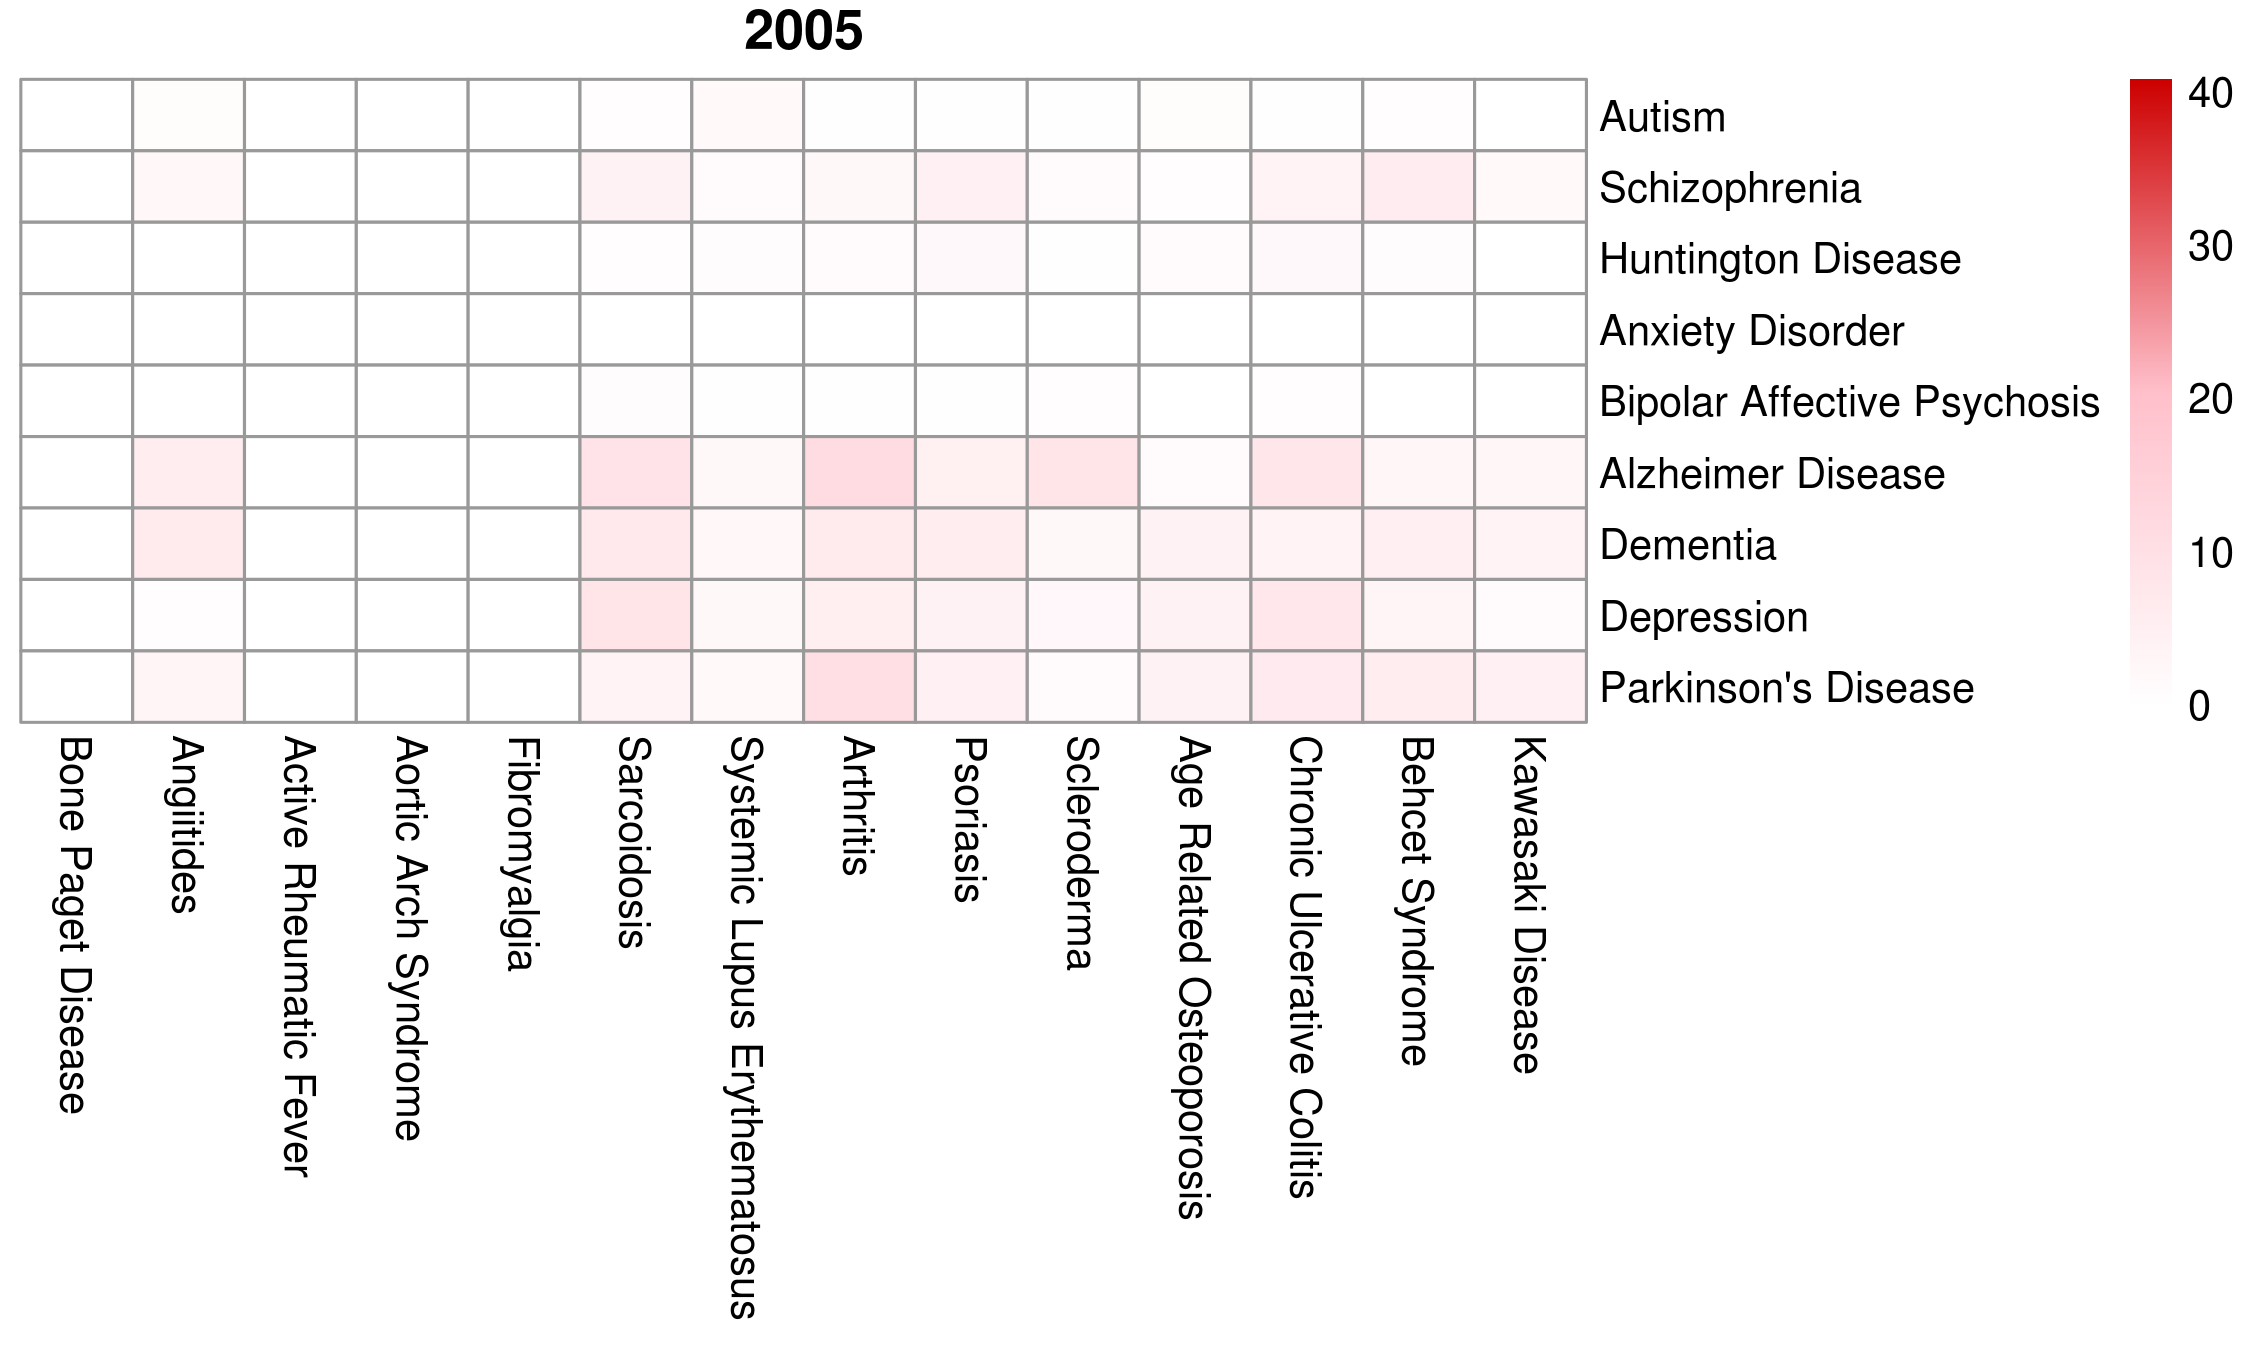 2005
Autism
Schizophrenia
Huntington Disease
Anxiety Disorder
Bipolar Affective Psychosis
Alzheimer Disease
Dementia
Depression
Parkinson's Disease
40
30
20
10
0
Bone Paget Disease
Angiitides
Active Rheumatic Fever
Aortic Arch Syndrome
Fibromyalgia
Sarcoidosis
Systemic Lupus Erythematosus
Arthritis
Psoriasis
Scleroderma
Age Related Osteoporosis
Chronic Ulcerative Colitis
Behcet Syndrome
Kawasaki Disease